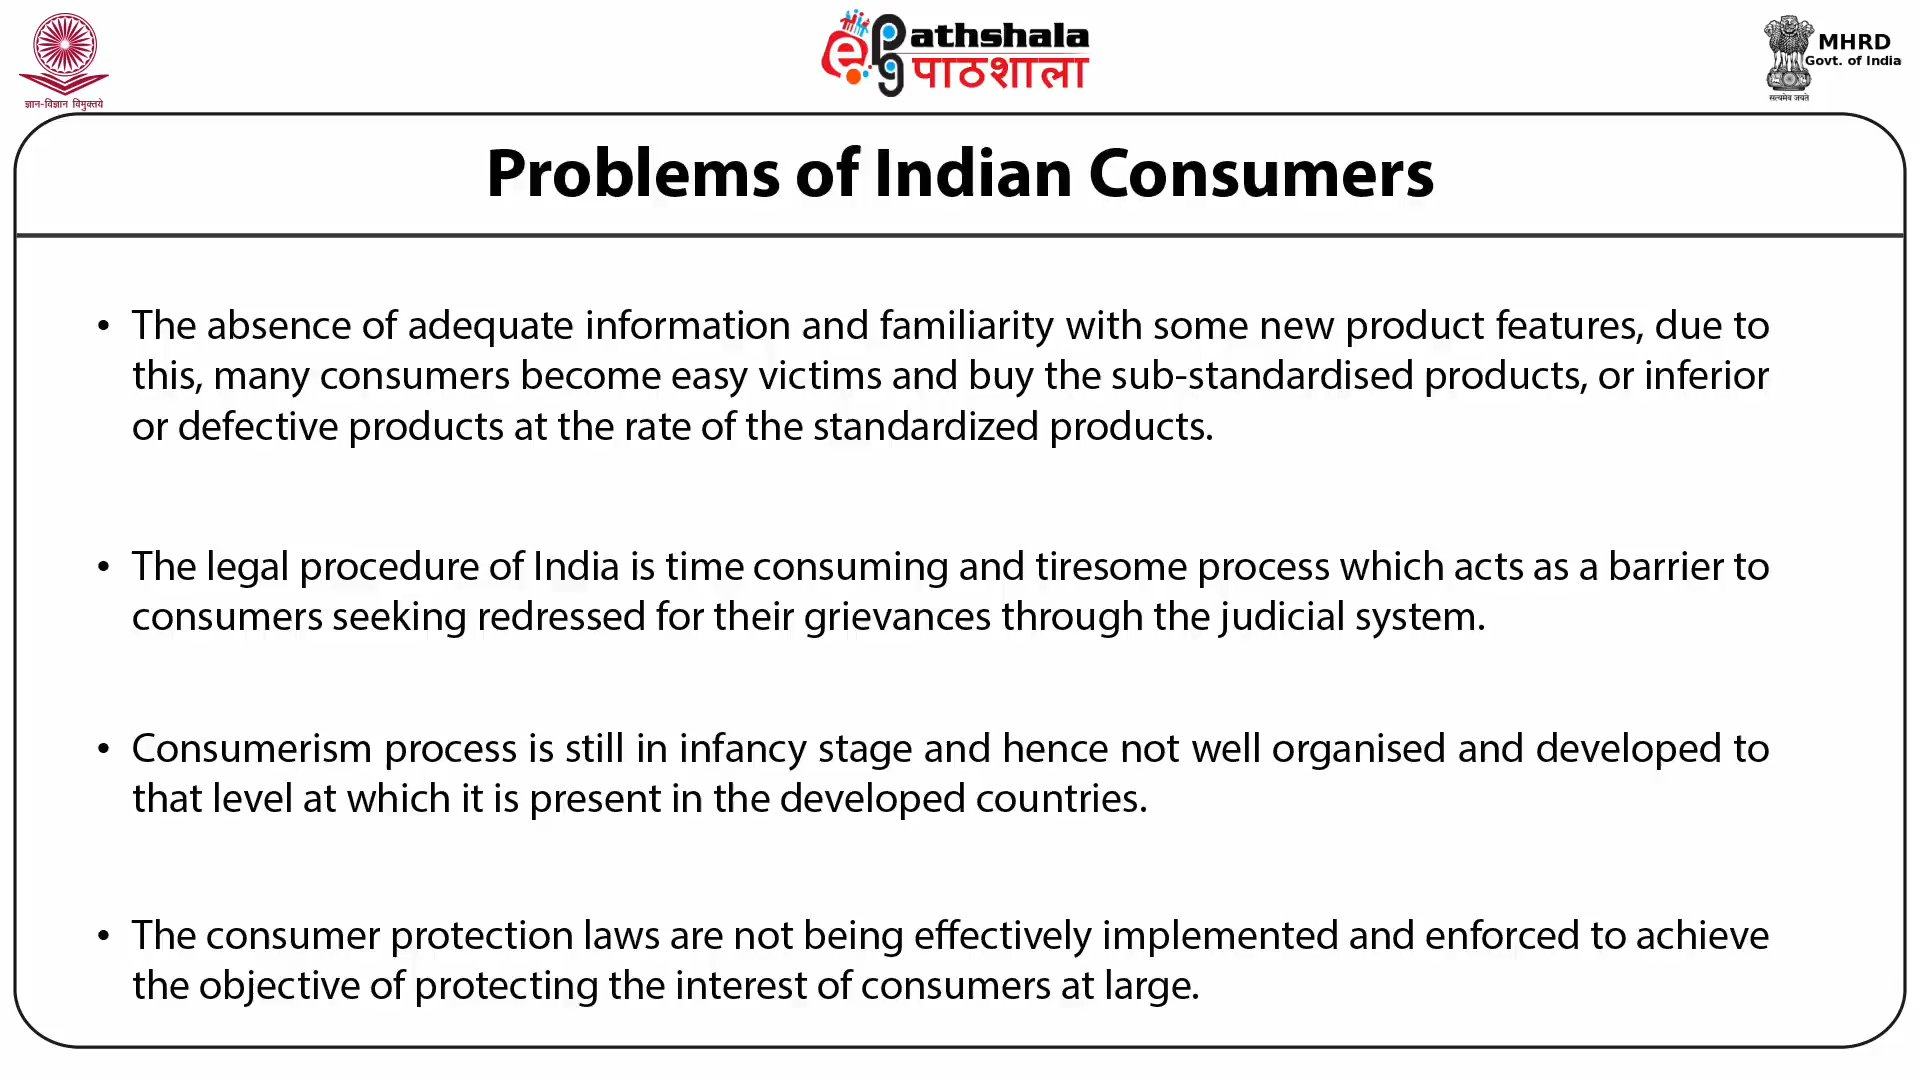 ज्ञान-विज्ञान विमुक्तये
ePgathshala
पाठशाला
MHRD
Govt. of India
सत्यमेव जयते
Problems of Indian Consumers
• The absence of adequate information and familiarity with some new product features, due to
this, many consumers become easy victims and buy the sub-standardised products, or inferior
or defective products at the rate of the standardized products.
• The legal procedure of India is time consuming and tiresome process which acts as a barrier to
consumers seeking redressed for their grievances through the judicial system.
• Consumerism process is still in infancy stage and hence not well organised and developed to
that level at which it is present in the developed countries.
• The consumer protection laws are not being effectively implemented and enforced to achieve
the objective of protecting the interest of consumers at large.